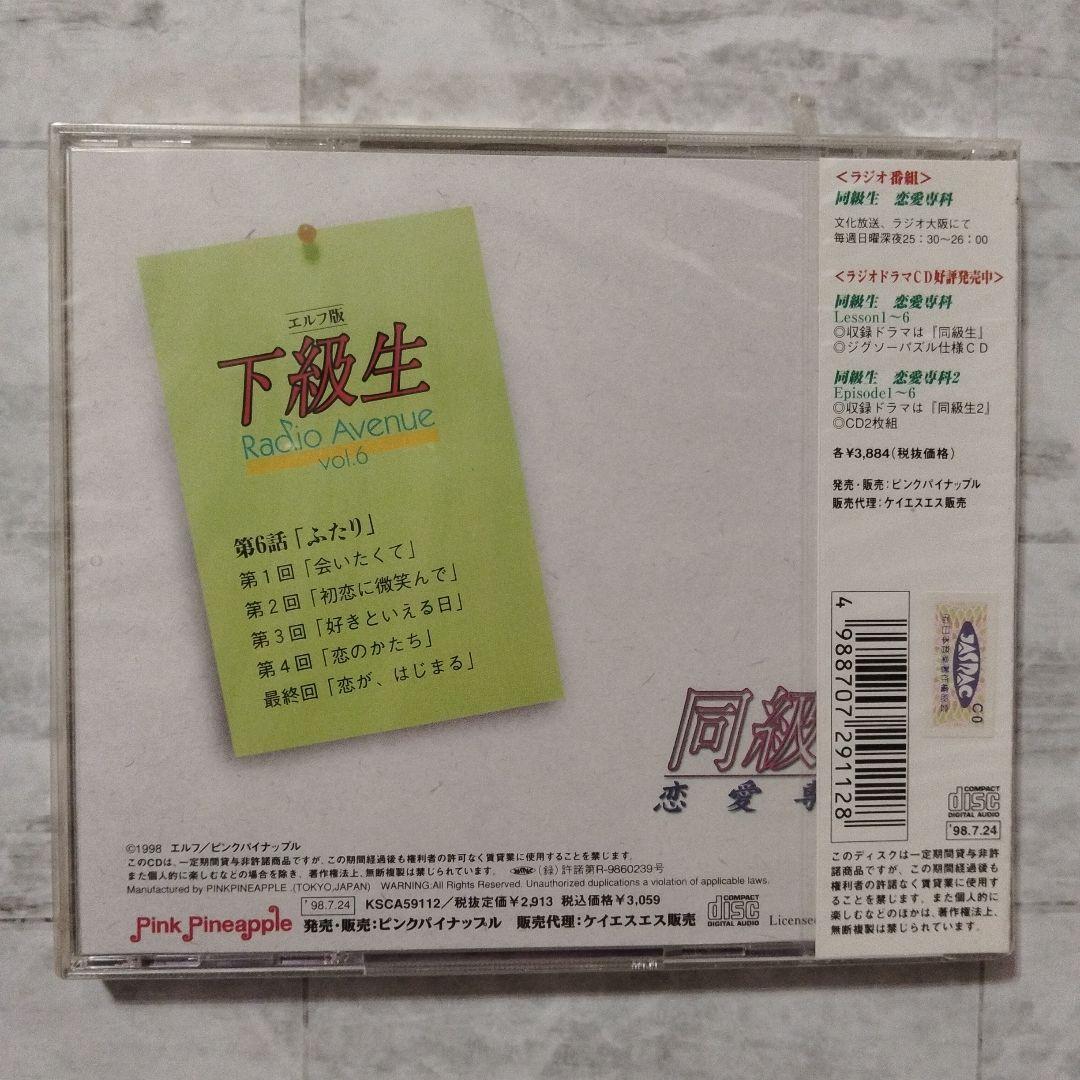 エルフ版
下級生
Radio Avenue
vol.6
第6話「ふたり」
第1回「会いたくて」
第2回「初恋に微笑んで」
第3回「好きといえる日」
第4回「恋のかたち」
最終回「恋が、はじまる」
同級
恋愛専
©1998 エルフ/ピンクパイナップル
このCDは、一定期間貸与非許諾商品ですが、この期間経過後も権利者の許可なく賃貸業に使用することを禁じます。
また個人的に楽しむなどの場合を除き、著作権法上、無断複製は禁じられています。 (録)許諾第R-9860239号
Manufactured by PINKPINEAPPLE .(TOKYO,JAPAN) WARNING:All Rights Reserved. Unauthorized duplications a violation of applicable laws.
'98.7.24 KSCA59112/税抜定価¥2,913 税込価格¥3,059
Pink Pineapple 発売・販売:ピンクパイナップル 販売代理:ケイエスエス販売
COMPACT
disc
DIGITAL AUDIO
License
<ラジオ番組>
同級生 恋愛専科
文化放送、ラジオ大阪にて
毎週日曜深夜25:30〜26:00
<ラジオドラマCD好評発売中>
同級生 恋愛専科
Lesson1〜6
◎収録ドラマは『同級生』
◎ジグソーパズル仕様CD
同級生 恋愛専科2
Episode1〜6
◎収録ドラマは『同級生2』
◎CD2枚組
各¥3,884(税抜価格)
発売・販売:ピンクパイナップル
販売代理:ケイエスエス販売
4 988707 291128
JASRAC
CO
COMPACT
disc
DIGITAL AUDIO
'98.7.24
このディスクは一定期間貸与非許
諾商品ですが、この期間経過後も
権利者の許諾なく賃貸業に使用す
ることを禁じます。また個人的に
楽しむなどのほかは、著作権法上、
無断複製は禁じられています.